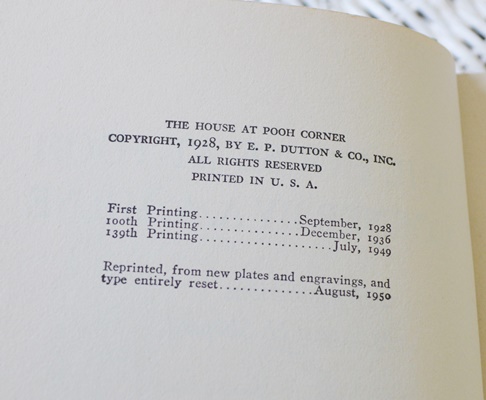 THE HOUSE AT POOH CORNER
COPYRIGHT, 1928, BY E. P. DUTTON & CO., INC.
ALL RIGHTS RESERVED
PRINTED IN U. S. A.
First Printing...............September, 1928
100th Printing...............December, 1936
139th Printing....................July, 1949
Reprinted, from new plates and engravings, and
type entirely reset..............August, 1950